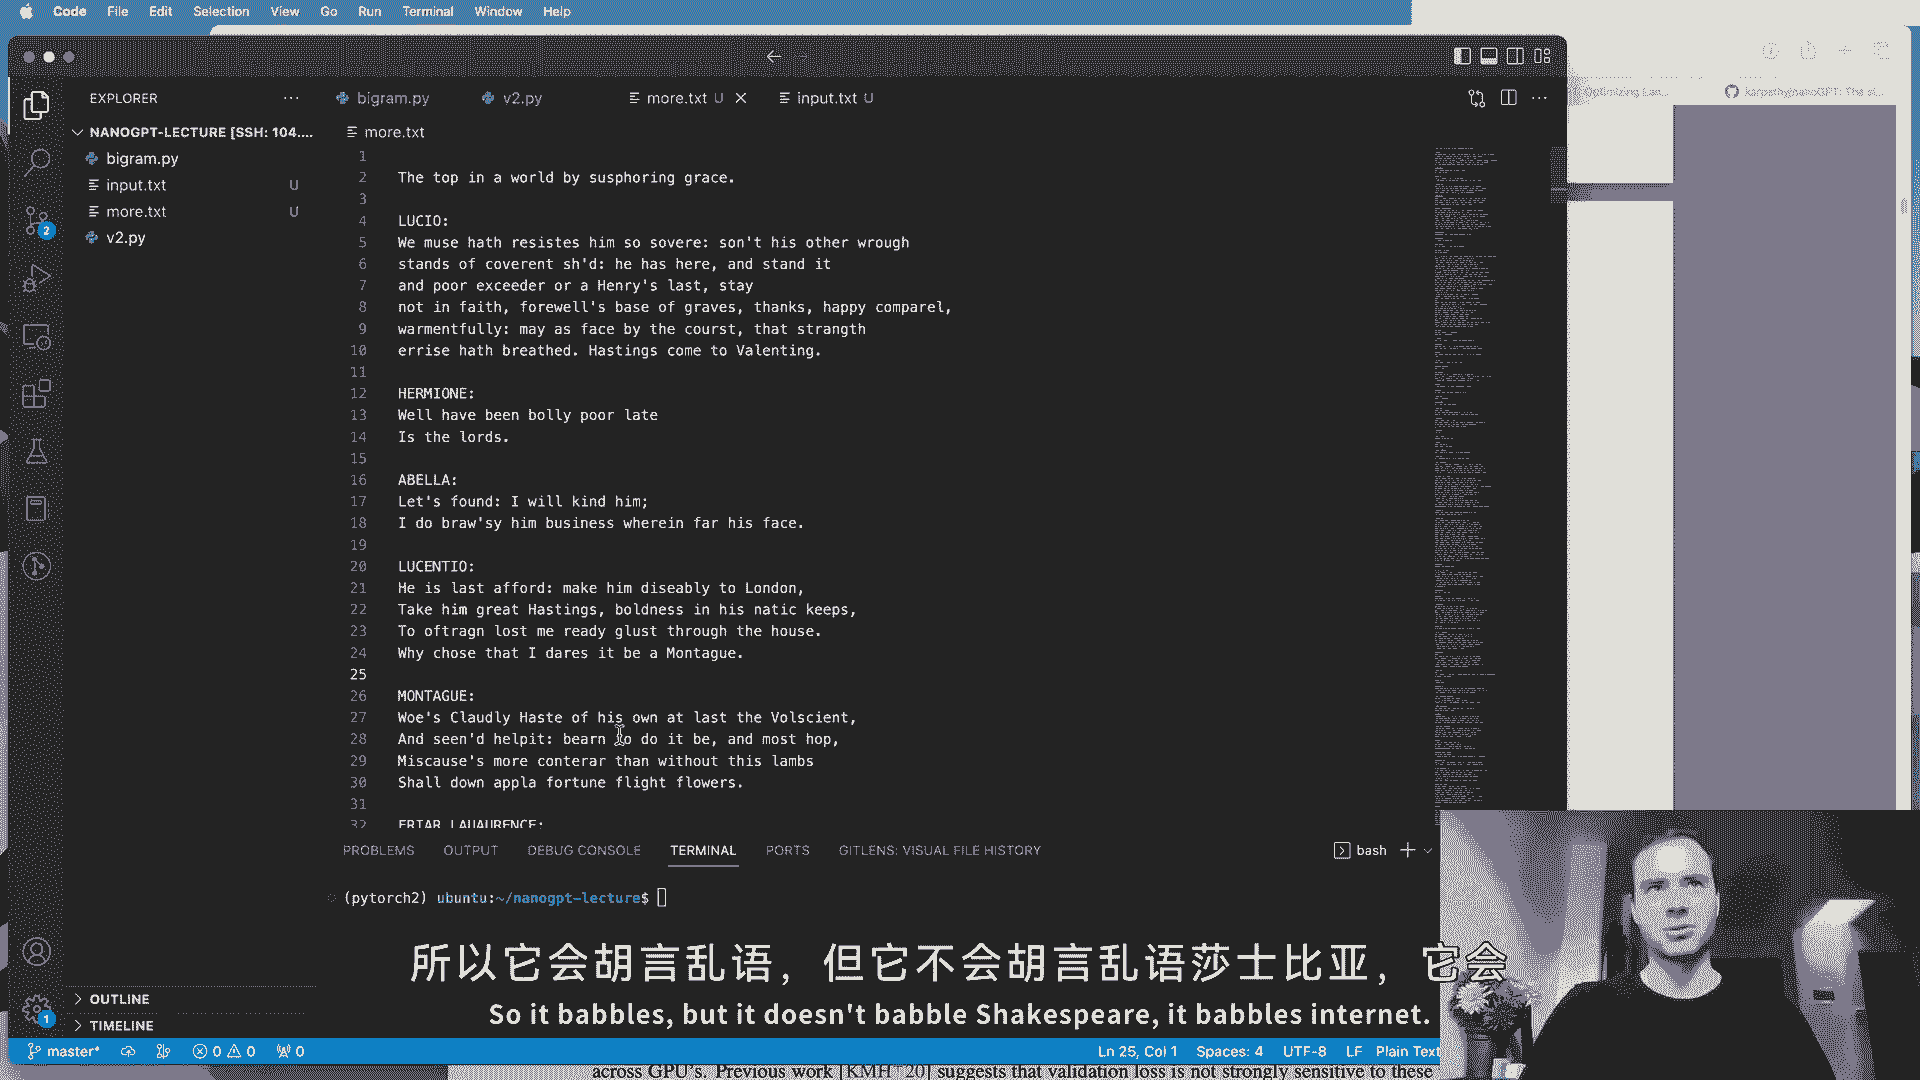 Code File Edit Selection View Go Run Terminal Window Help
EXPLORER
bigram.py
v2.py
more.txt U
input.txt U
NANOGPT-LECTURE [SSH: 104....
more.txt
bigram.py
input.txt U
more.txt U
v2.py
1
2 The top in a world by susphoring grace.
3
4 LUCIO:
5 We muse hath resistes him so sovere: son't his other wrough
6 stands of coverent sh'd: he has here, and stand it
7 and poor exceeder or a Henry's last, stay
8 not in faith, forewell's base of graves, thanks, happy comparel,
9 warmentfully: may as face by the courst, that strangth
10 errise hath breathed. Hastings come to Valenting.
11
12 HERMIONE:
13 Well have been bolly poor late
14 Is the lords.
15
16 ABELLA:
17 Let's found: I will kind him;
18 I do braw'sy him business wherein far his face.
19
20 LUCENTIO:
21 He is last afford: make him diseably to London,
22 Take him great Hastings, boldness in his natic keeps,
23 To oftragn lost me ready glust through the house.
24 Why chose that I dares it be a Montague.
25
26 MONTAGUE:
27 Woe's Claudly Haste of his own at last the Volscient,
28 And seen'd helpit: bearn to do it be, and most hop,
29 Miscause's more conterar than without this lambs
30 Shall down appla fortune flight flowers.
31
32 FRIAR LAUAURENCE:
2
PROBLEMS OUTPUT DEBUG CONSOLE TERMINAL PORTS GITLENS: VISUAL FILE HISTORY
bash
(pytorch2) ubuntu:~/nanogpt-lecture$
所以它会胡言乱语，但它不会胡言乱语莎士比亚，它会
So it babbles, but it doesn't babble Shakespeare, it babbles internet.
OUTLINE
1
TIMELINE
master* 0 0 0
Ln 25, Col 1 Spaces: 4 UTF-8 LF Plain Text
across GPU's. Previous work [KMH 20] suggests that validation loss is not strongly sensitive to these